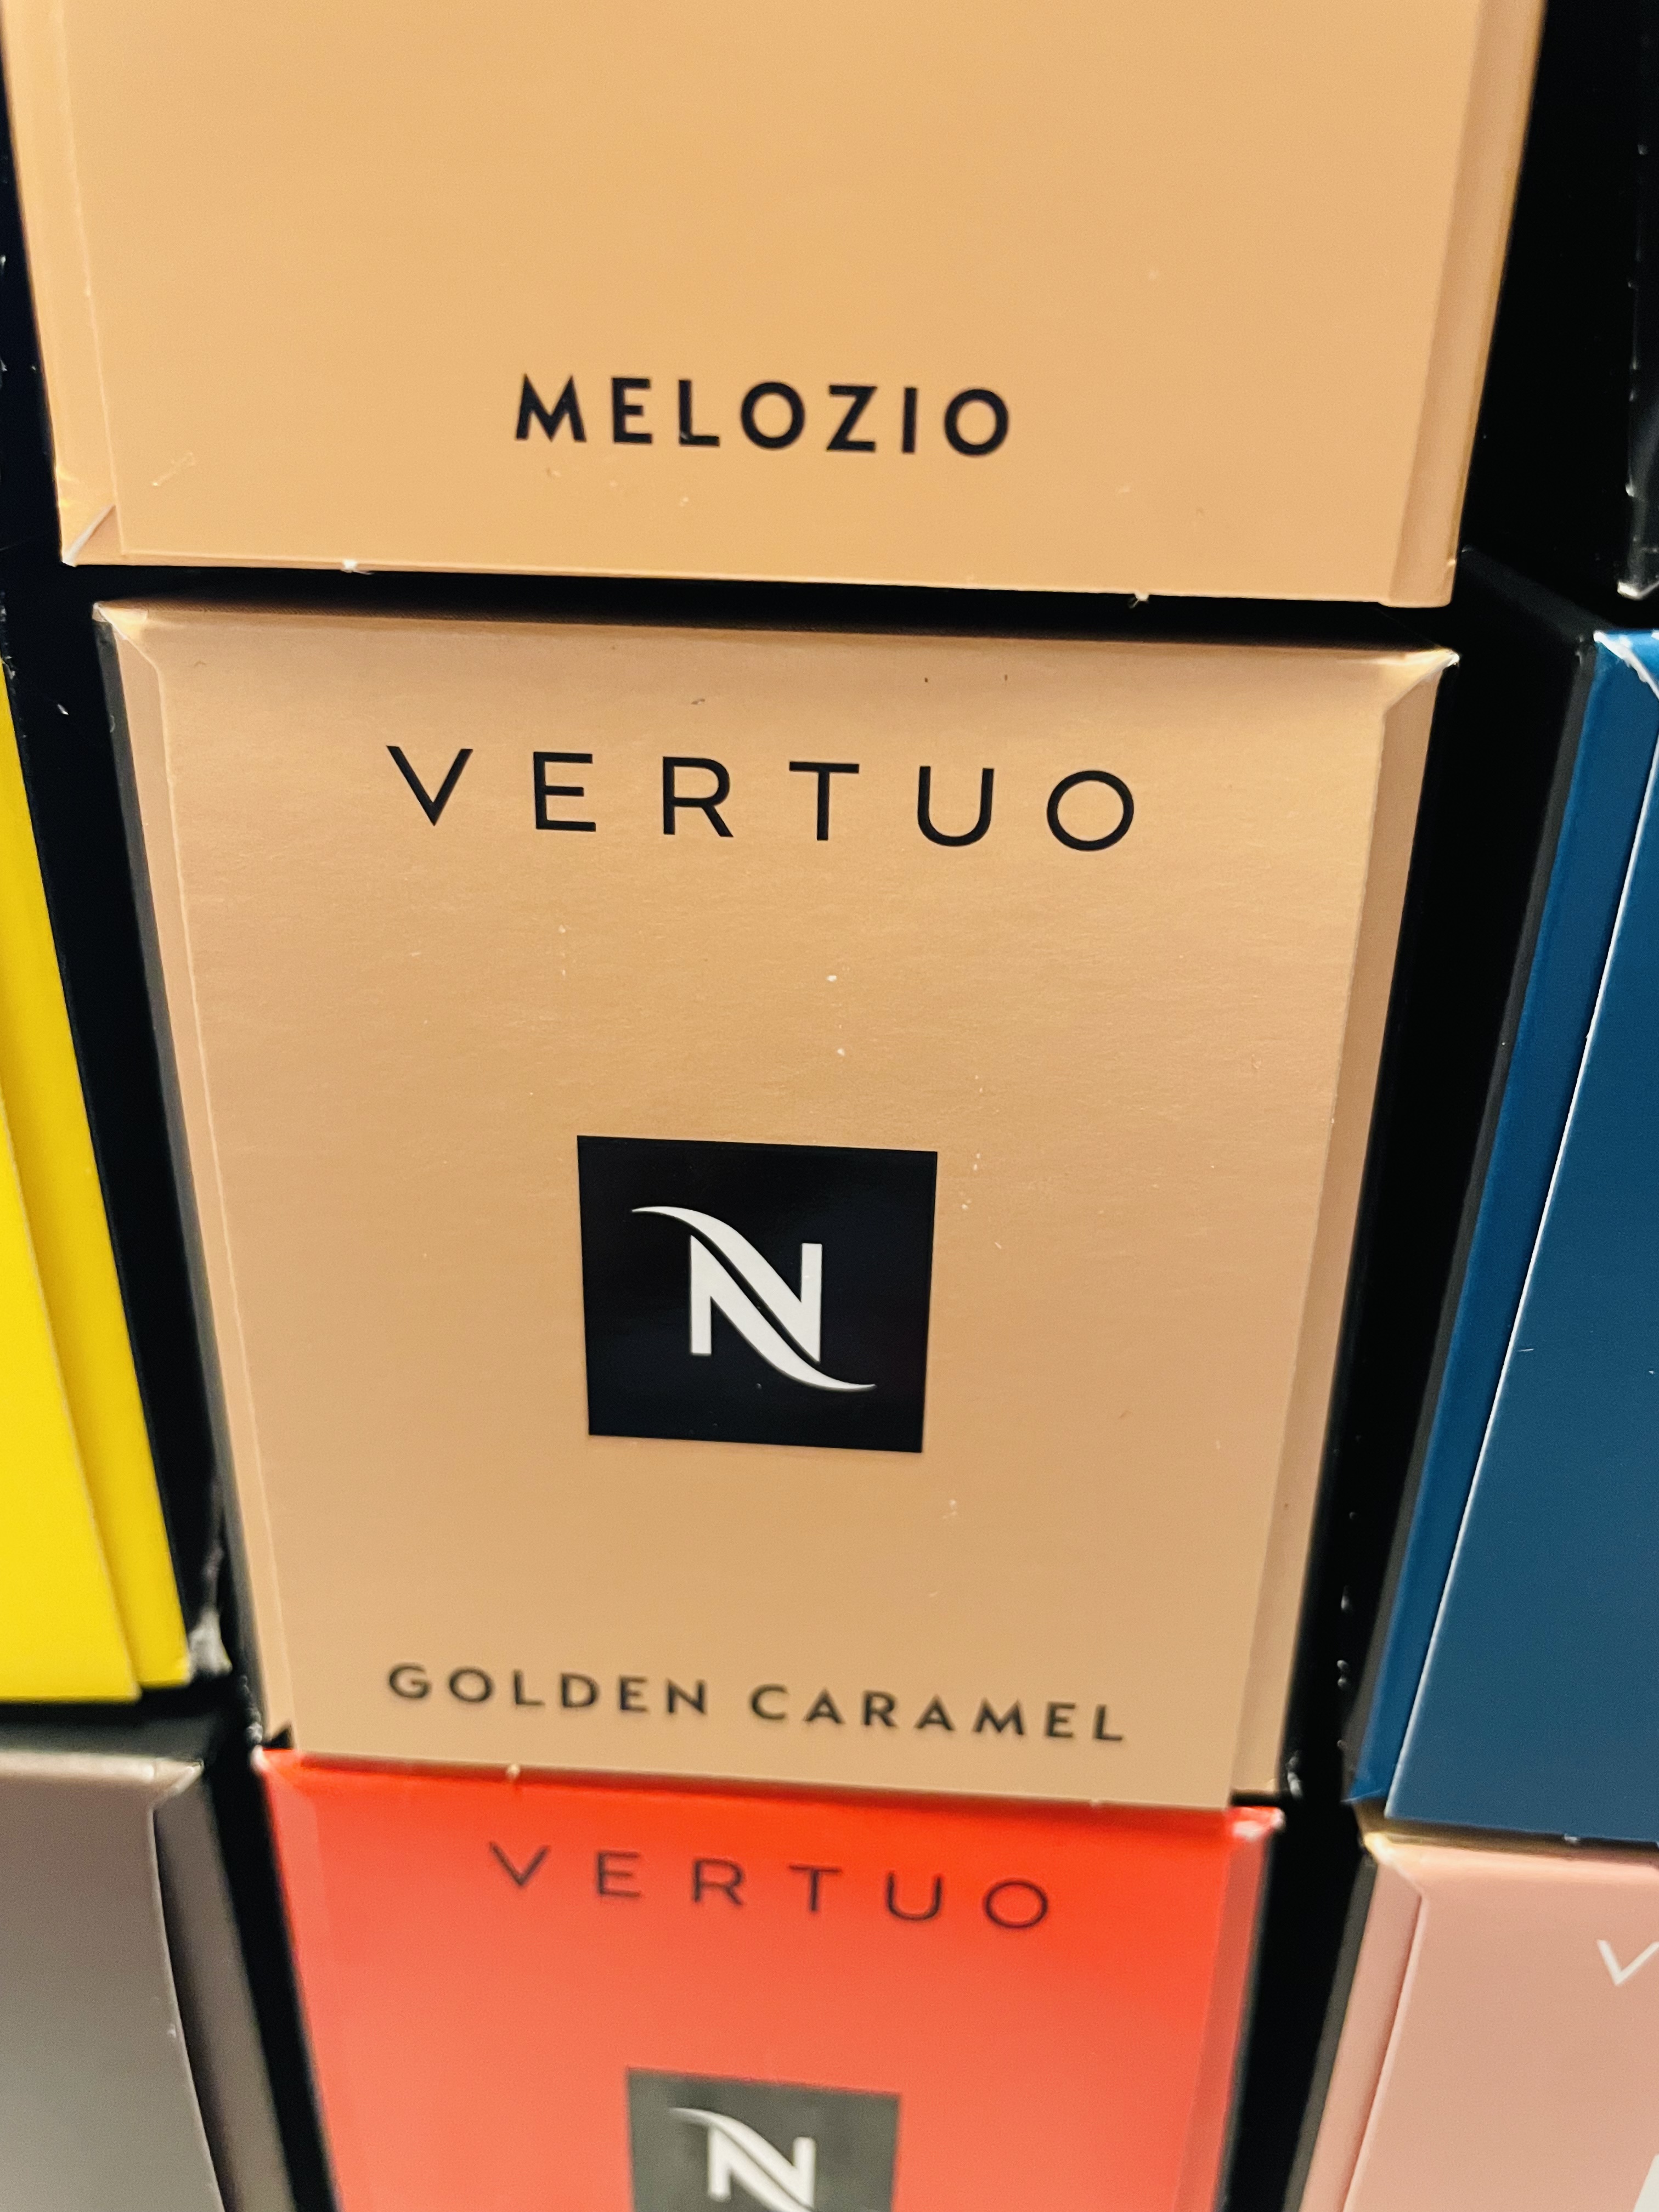 MELOZIO
VERTUO
N
GOLDEN CARAMEL
VERTUO
N